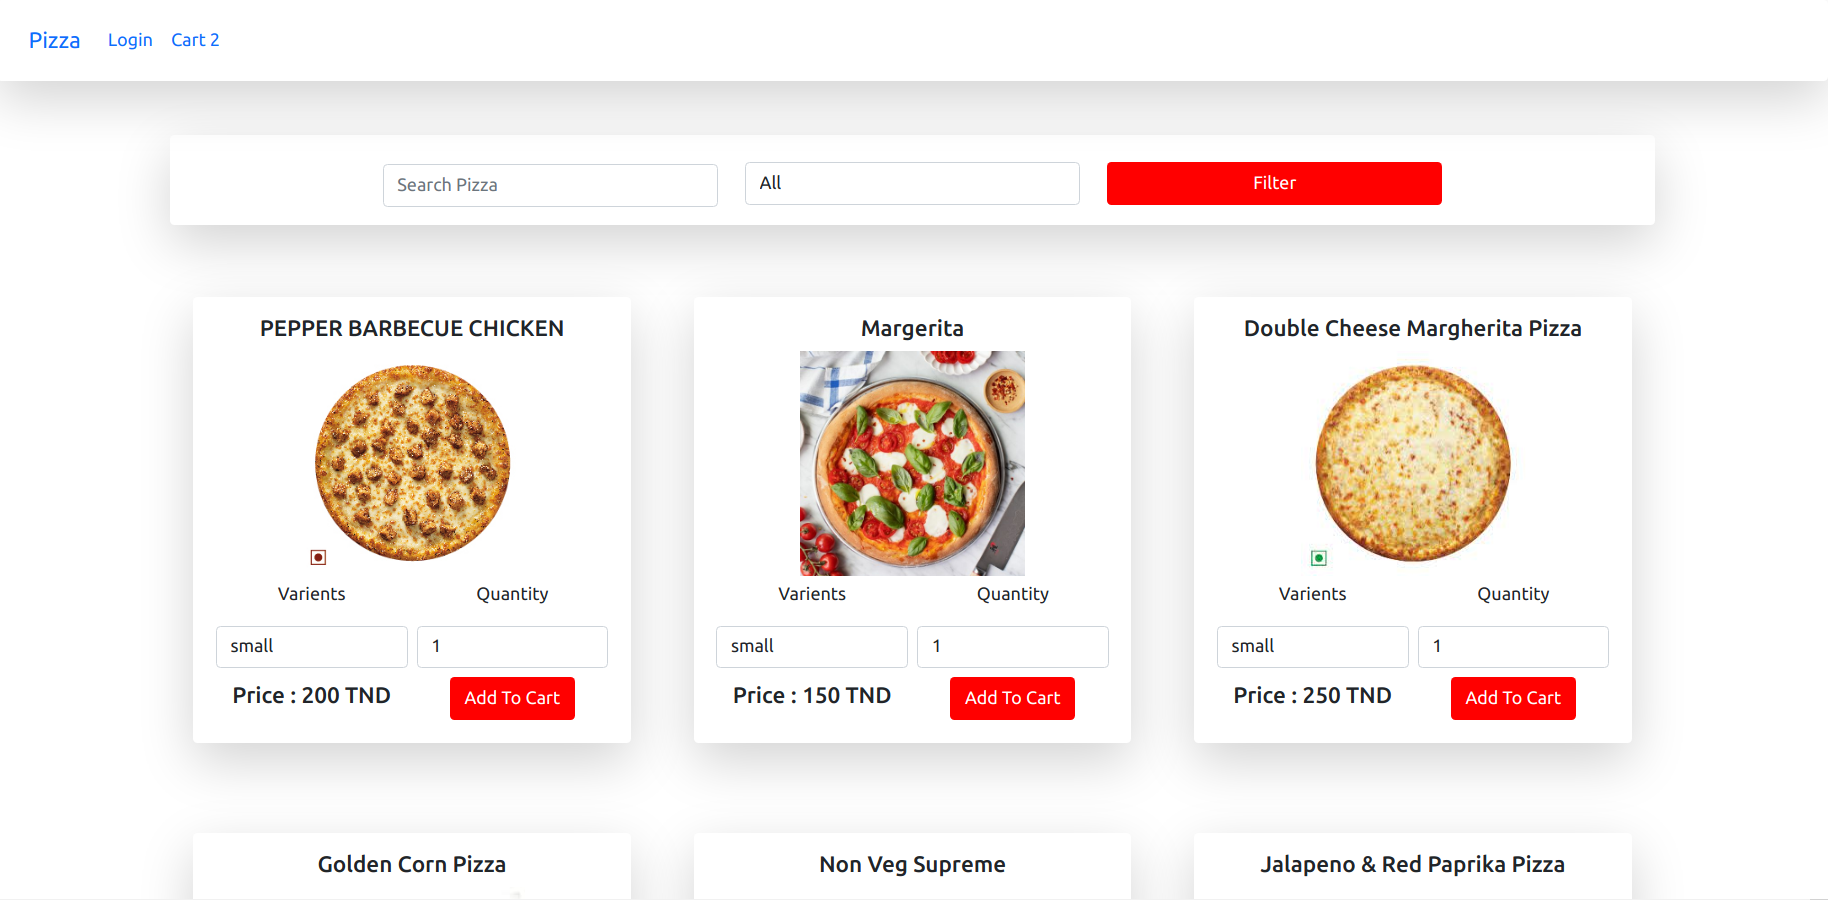 Pizza Login Cart 2
Search Pizza All Filter
PEPPER BARBECUE CHICKEN
Varients Quantity
small 1
Price : 200 TND Add To Cart
Margerita
Varients Quantity
small 1
Price : 150 TND Add To Cart
Double Cheese Margherita Pizza
Varients Quantity
small 1
Price : 250 TND Add To Cart
Golden Corn Pizza
Non Veg Supreme
Jalapeno & Red Paprika Pizza